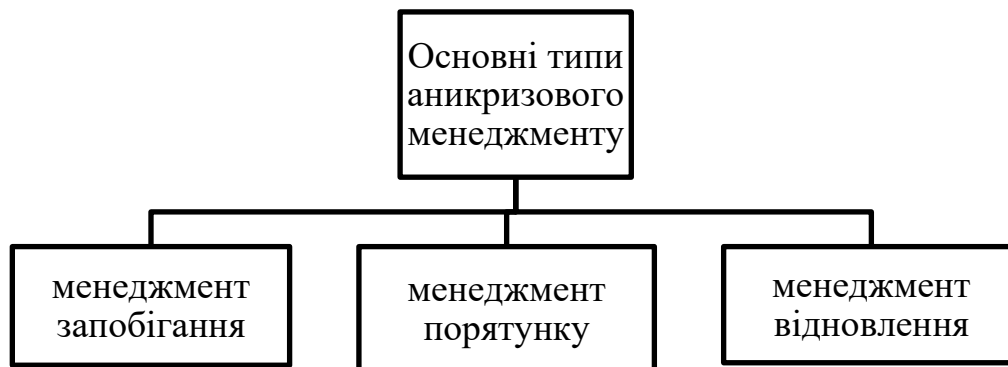 Основні типи
аникризового
менеджменту
менеджмент
запобігання
менеджмент
порятунку
менеджмент
відновлення